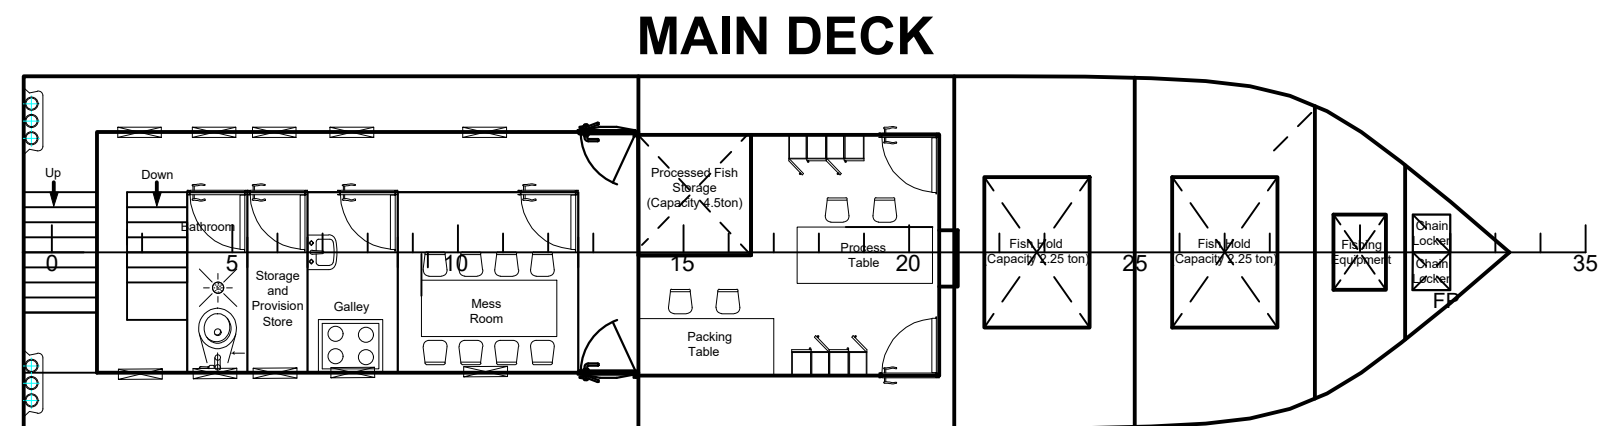 MAIN DECK
Up
Down
Bathroom
Storage
and
Provision
Store
Galley
Mess
Room
Processed Fish
Storage
(Capacity 4.5ton)
Process
Table
Packing
Table
Fish Hold
(Capacity 2.25 ton)
Fish Hold
(Capacity 2.25 ton)
Fishing
Equipment
Chain
Locker
Chain
Locker
FP
0
5
10
15
20
25
35